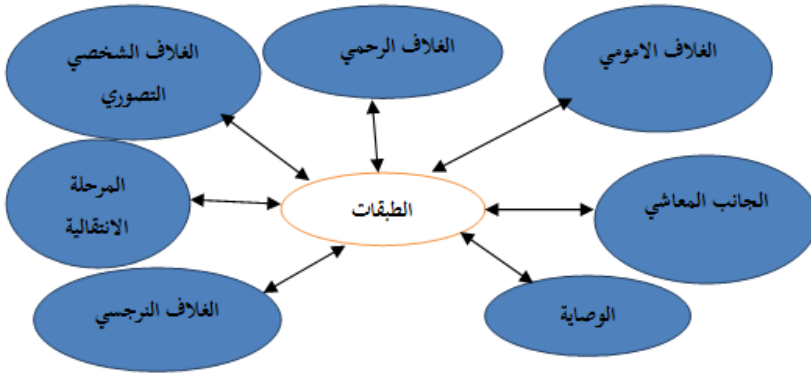 الغلاف الامومي
الغلاف الرحمي
الغلاف الشخصي
التصوري
المرحلة
الانتقالية
الجانب المعاشي
الطبقات
الغلاف النرجسي
الوصاية